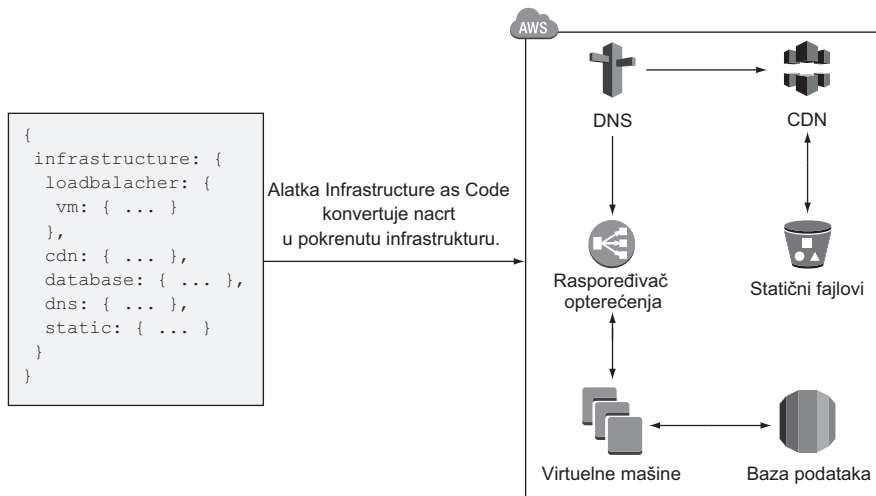 {
infrastructure: {
loadbalacher: {
vm: { ... }
},
cdn: { ... },
database: { ... },
dns: { ... },
static: { ... }
}
}
Alatka Infrastructure as Code
konvertuje nacrt
u pokrenutu infrastrukturu.
AWS
DNS
CDN
Raspoređivač
opterećenja
Statični fajlovi
Virtuelne mašine
Baza podataka